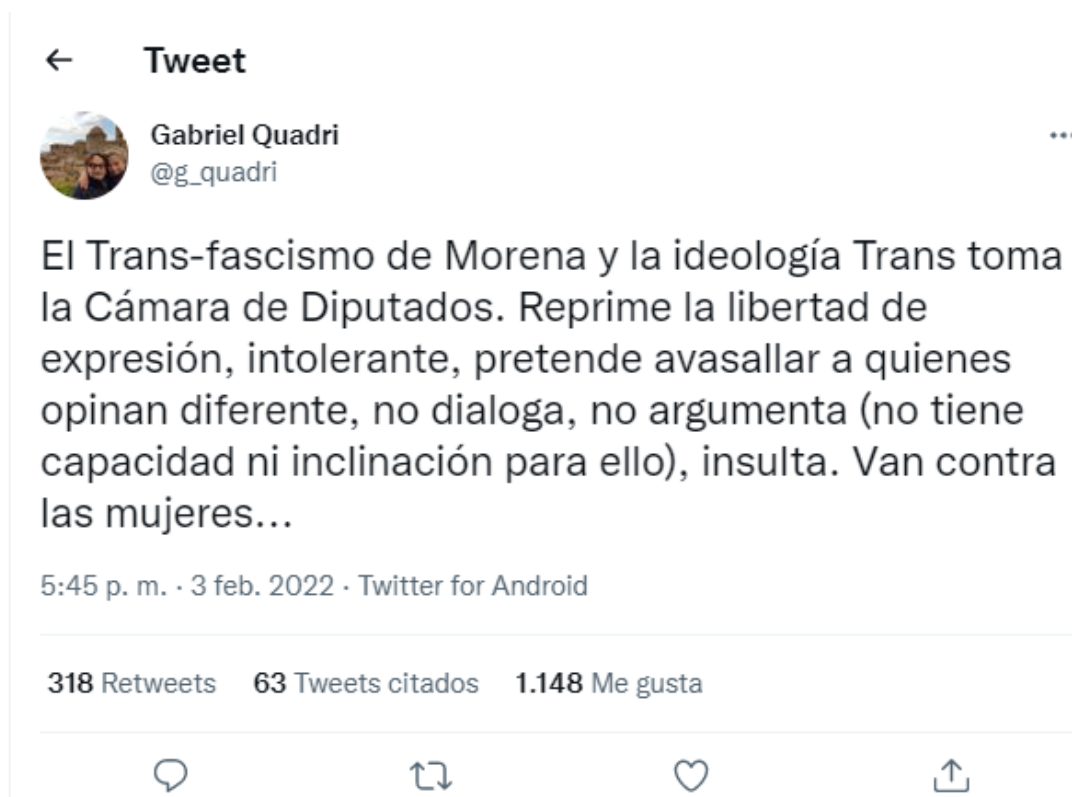 Tweet
Gabriel Quadri
@g_quadri
El Trans-fascismo de Morena y la ideología Trans toma
la Cámara de Diputados. Reprime la libertad de
expresión, intolerante, pretende avasallar a quienes
opinan diferente, no dialoga, no argumenta (no tiene
capacidad ni inclinación para ello), insulta. Van contra
las mujeres...
5:45 p. m. · 3 feb. 2022 · Twitter for Android
318 Retweets 63 Tweets citados 1.148 Me gusta